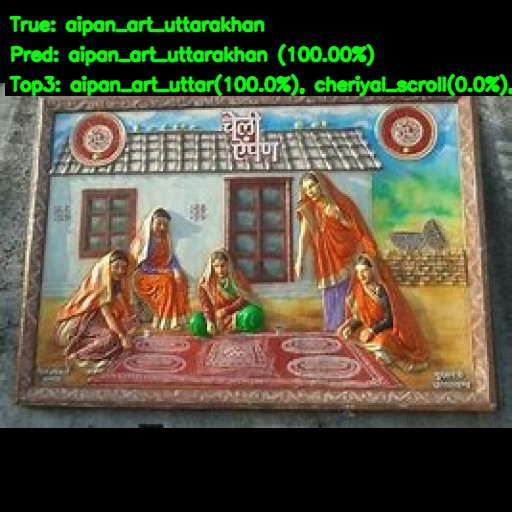 True: aipan_art_uttarakhan
Pred: aipan_art_uttarakhan (100.00%)
Top3: aipan_art_uttar(100.0%), cheriyal_scroll(0.0%),
चेली
ऐपण